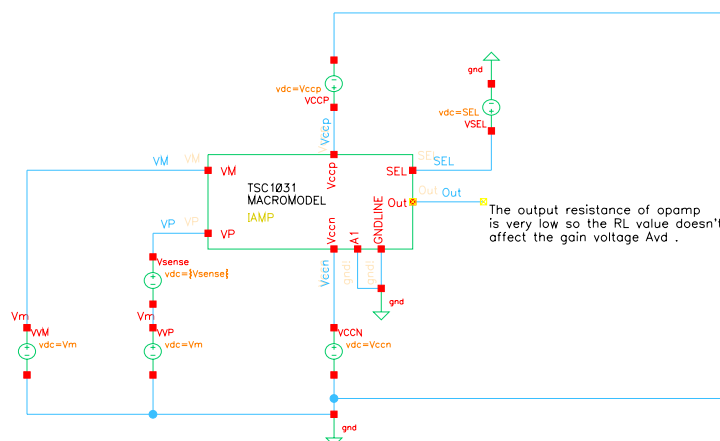 gnd
vdc=Vccp
VCCP
vdc=SEL
VSEL
Vccp
VM
VM
VM
SEL
SEL
SEL
Vccp
TSC1031
MACROMODEL
IAMP
Out
Out
Out
The output resistance of opamp
is very low so the RL value doesn't
affect the gain voltage Avd .
VP
VP
VP
Vccn
A1
GNDLINE
Vsense
vdc={Vsense}
Vccn
gnd!
gnd!
gnd
Vm
VVM
vdc=Vm
Vm
VVP
vdc=Vm
VCCN
vdc=Vccn
gnd